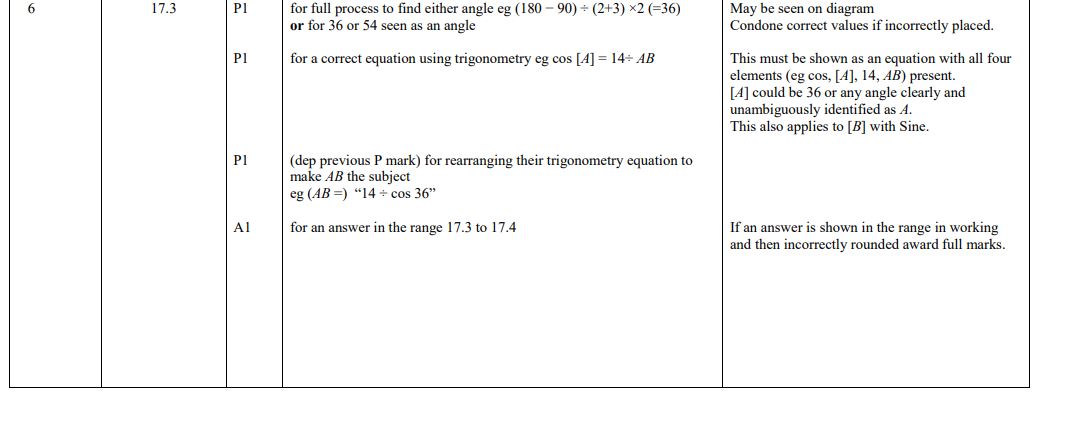 6 17.3 P1 for full process to find either angle eg (180 – 90) ÷ (2+3) ×2 (=36) May be seen on diagram
or for 36 or 54 seen as an angle Condone correct values if incorrectly placed.
P1 for a correct equation using trigonometry eg cos [A] = 14÷ AB This must be shown as an equation with all four
elements (eg cos, [A], 14, AB) present.
[A] could be 36 or any angle clearly and
unambiguously identified as A.
This also applies to [B] with Sine.
P1 (dep previous P mark) for rearranging their trigonometry equation to
make AB the subject
eg (AB =) “14 ÷ cos 36”
A1 for an answer in the range 17.3 to 17.4 If an answer is shown in the range in working
and then incorrectly rounded award full marks.